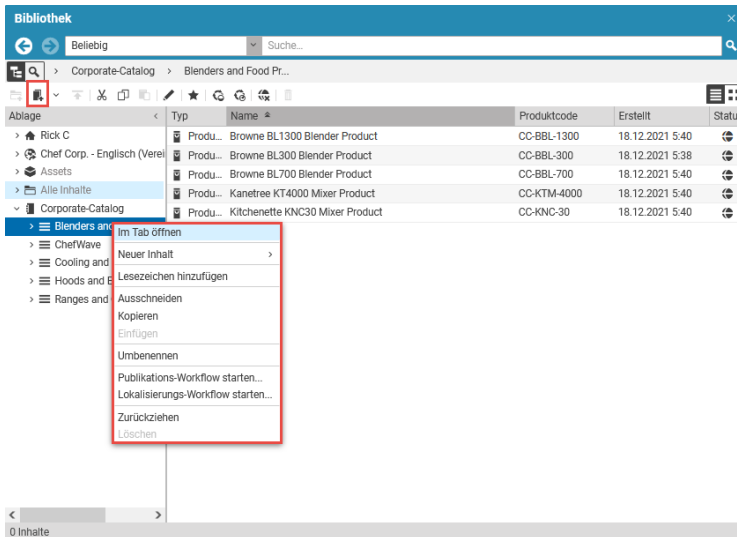 Bibliothek
Beliebig Suche...
Corporate-Catalog > Blenders and Food Pr...
Ablage Typ Name Produktcode Erstellt Statu
Rick C Produ... Browne BL1300 Blender Product CC-BBL-1300 18.12.2021 5:40
Chef Corp. - Englisch (Verei Produ... Browne BL300 Blender Product CC-BBL-300 18.12.2021 5:38
Assets Produ... Browne BL700 Blender Product CC-BBL-700 18.12.2021 5:40
Alle Inhalte Produ... Kanetree KT4000 Mixer Product CC-KTM-4000 18.12.2021 5:40
Corporate-Catalog Produ... Kitchenette KNC30 Mixer Product CC-KNC-30 18.12.2021 5:40
Blenders an
ChefWave
Cooling and
Hoods and E
Ranges and
Im Tab öffnen
Neuer Inhalt
Lesezeichen hinzufügen
Ausschneiden
Kopieren
Einfügen
Umbenennen
Publikations-Workflow starten...
Lokalisierungs-Workflow starten...
Zurückziehen
Löschen
0 Inhalte